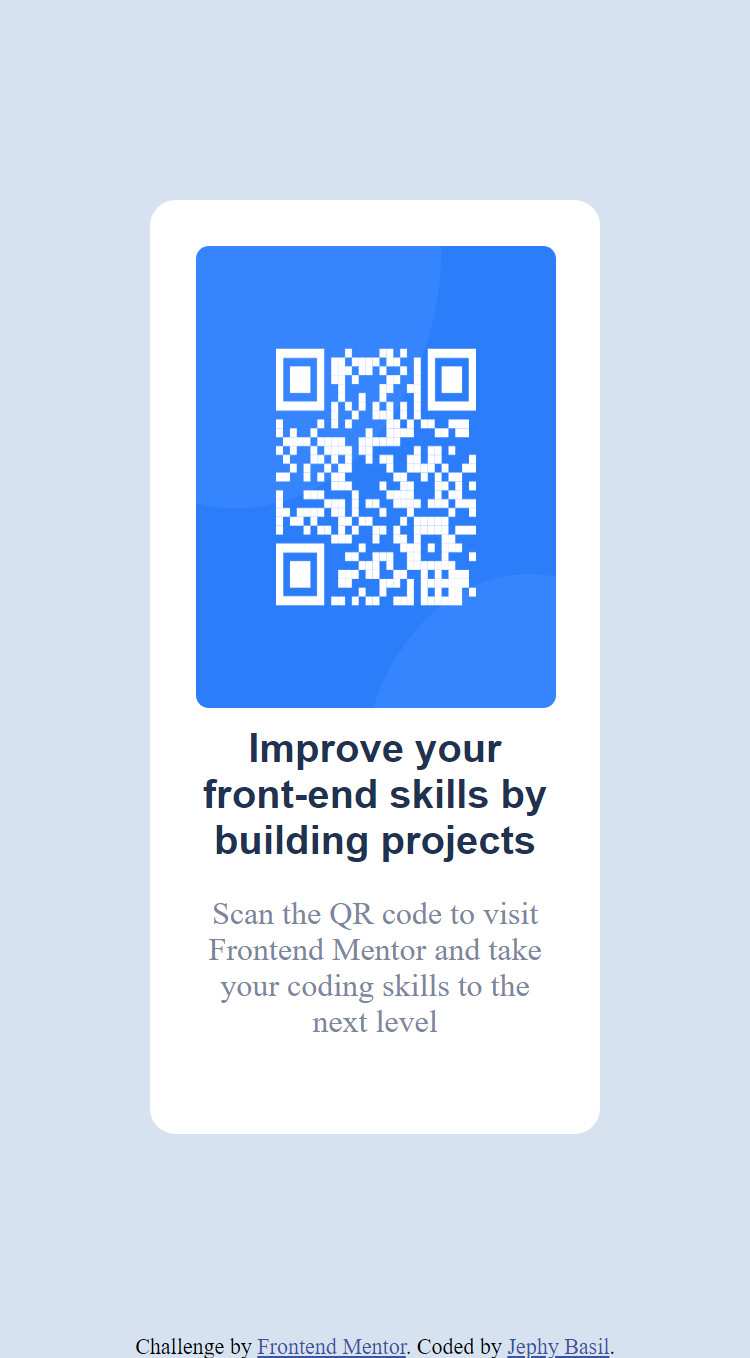 Improve your
front-end skills by
building projects
Scan the QR code to visit
Frontend Mentor and take
your coding skills to the
next level
Challenge by Frontend Mentor. Coded by Jephy Basil.